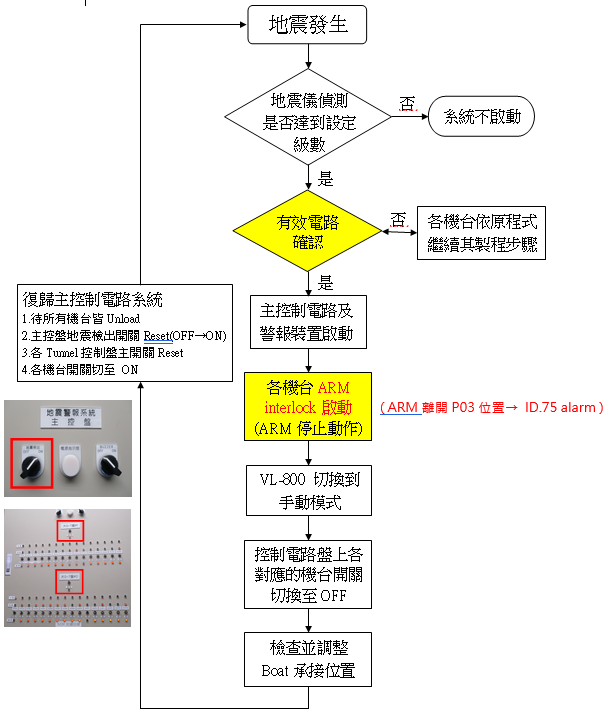 地震發生
地震儀偵測
是否達到設定
級數
否
系統不啟動
是
有效電路
確認
否
各機台依原程式
繼續其製程步驟
是
主控制電路及
警報裝置啟動
各機台 ARM
interlock 啟動
(ARM 停止動作)
( ARM 離開 P03 位置→ ID.75 alarm )
VL-800 切換到
手動模式
控制電路盤上各
對應的機台開關
切換至 OFF
檢查並調整
Boat 承接位置
復歸主控制電路系統
1.待所有機台皆 Unload
2.主控盤地震檢出開關 Reset(OFF→ON)
3.各 Tunnel 控制盤主開關 Reset
4.各機台開關切至 ON
地震警報系統
主控盤